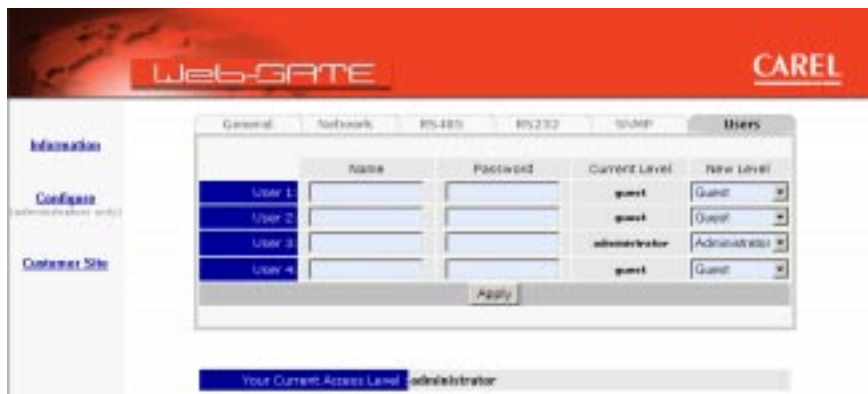 Web-GATE
CAREL
General Network RS485 RS232 SNMP Users
Information
Name Password Current Level New Level
Configure
(administrator only)
User 1: guest Guest
User 2: guest Guest
User 3: administrator Administrator
Customer Site
User 4: guest Guest
Apply
Your Current Access Level :administrator